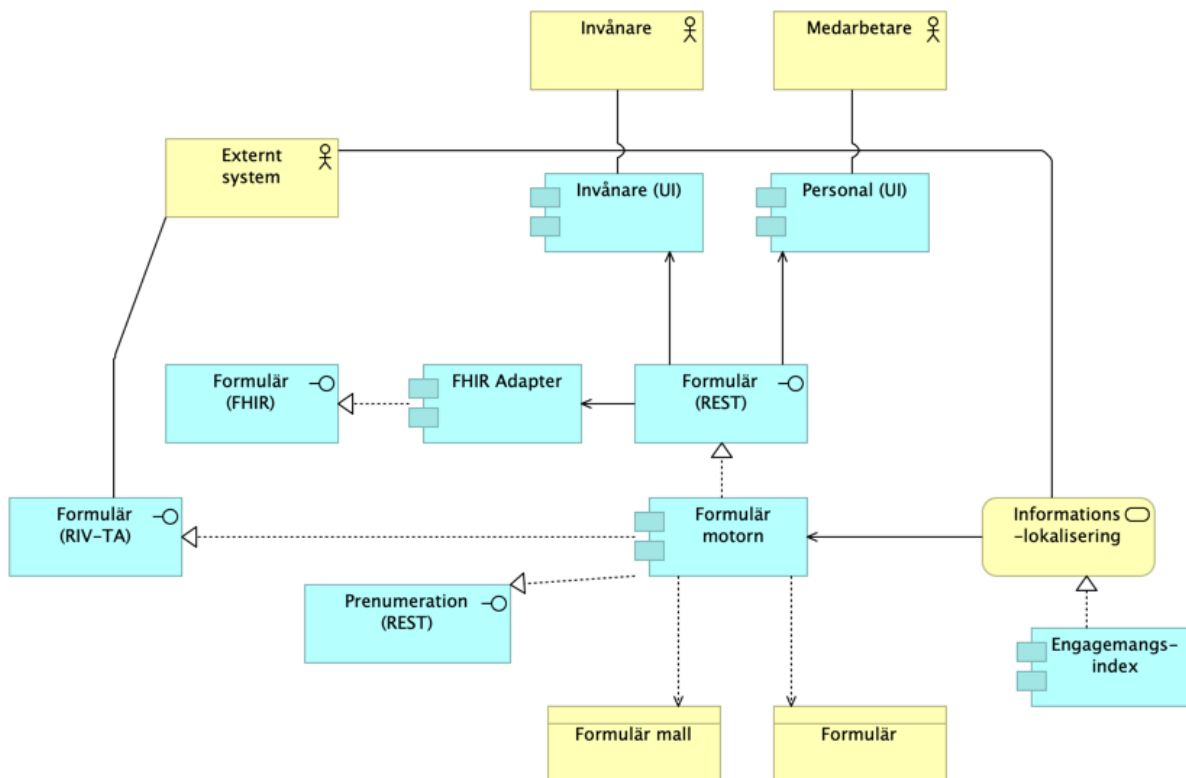 Invånare
Medarbetare
Externt
system
Invånare (UI)
Personal (UI)
Formulär
(FHIR)
FHIR Adapter
Formulär
(REST)
Formulär
(RIV-TA)
Formulär
motorn
Informations
-lokalisering
Prenumeration
(REST)
Engagemangs-
index
Formulär mall
Formulär